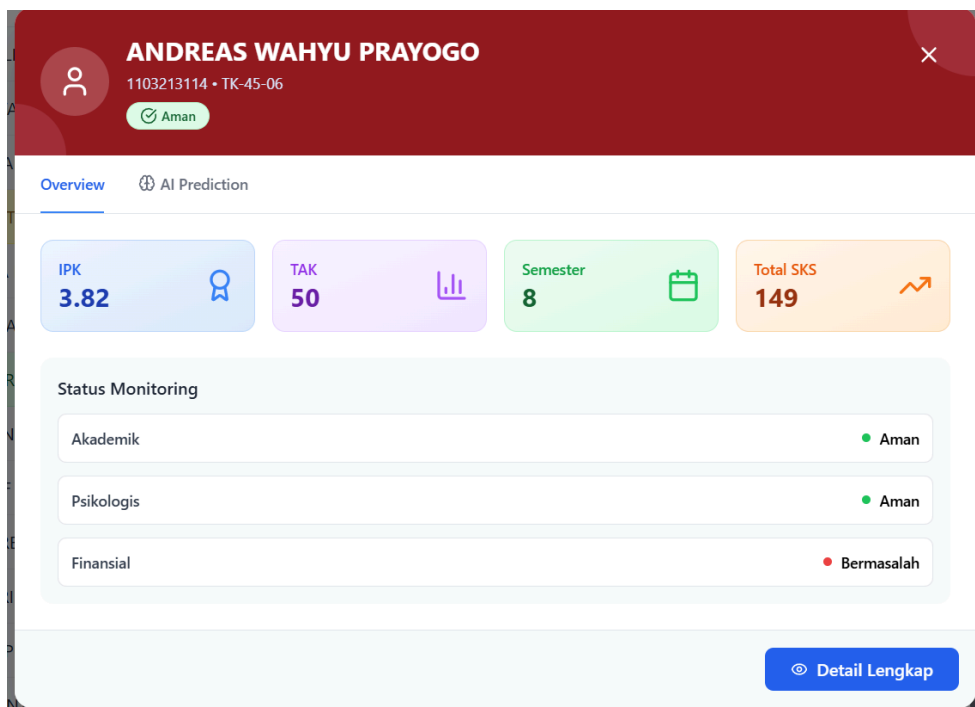 ANDREAS WAHYU PRAYOGO
1103213114 • TK-45-06
Aman
Overview
AI Prediction
IPK
3.82
TAK
50
Semester
8
Total SKS
149
Status Monitoring
Akademik
Aman
Psikologis
Aman
Finansial
Bermasalah
Detail Lengkap